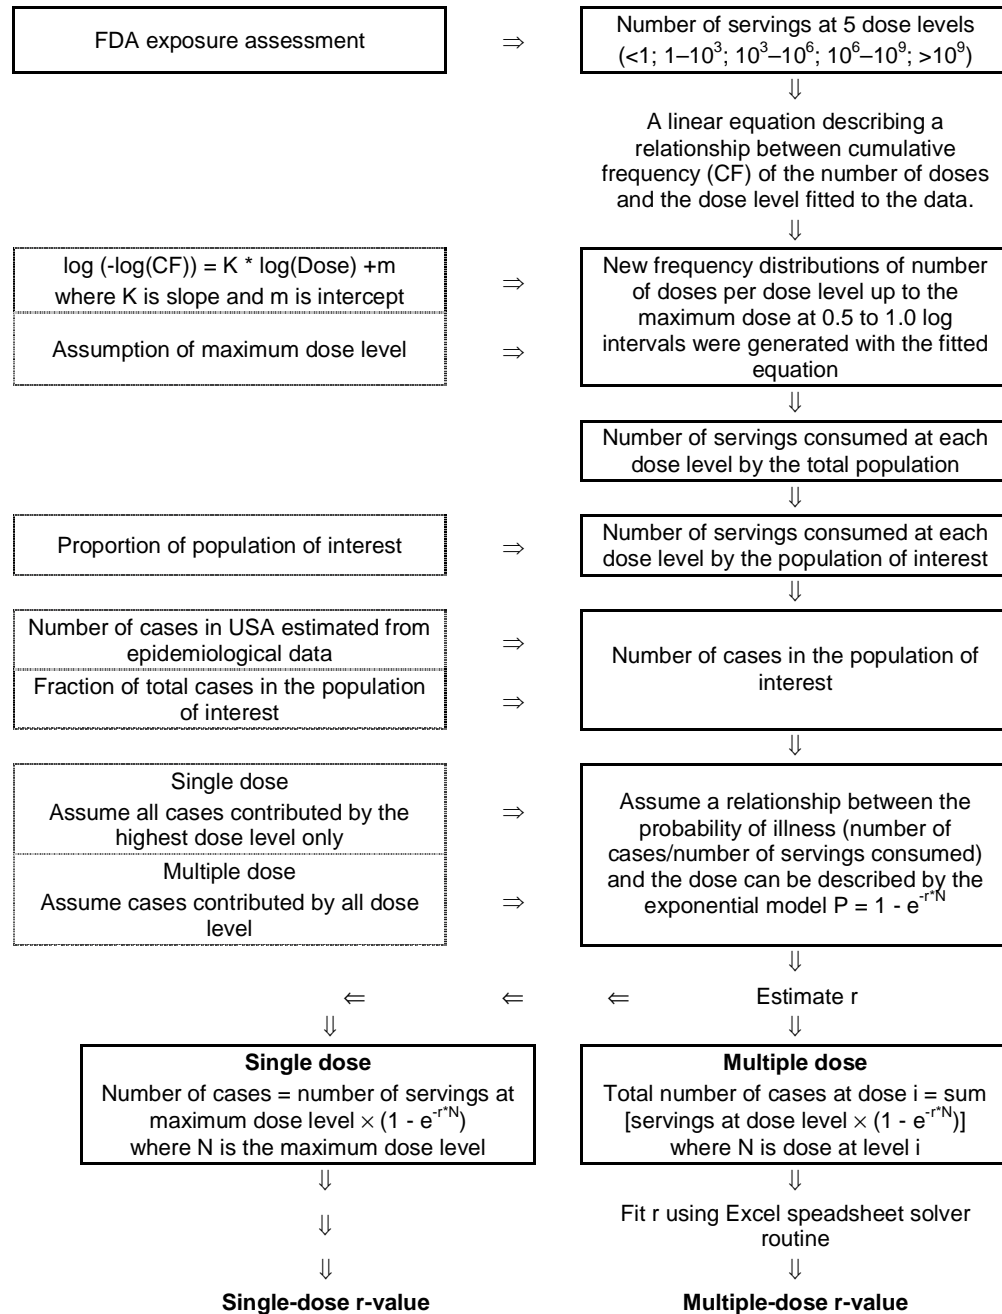 FDA exposure assessment
⇒
Number of servings at 5 dose levels
(<1; 1–10³; 10³–10⁶; 10⁶–10⁹; >10⁹)
⇓
A linear equation describing a
relationship between cumulative
frequency (CF) of the number of doses
and the dose level fitted to the data.
⇓
log (-log(CF)) = K * log(Dose) +m
where K is slope and m is intercept
⇒
Assumption of maximum dose level
⇒
New frequency distributions of number
of doses per dose level up to the
maximum dose at 0.5 to 1.0 log
intervals were generated with the fitted
equation
⇓
Number of servings consumed at each
dose level by the total population
⇓
Proportion of population of interest
⇒
Number of servings consumed at each
dose level by the population of interest
⇓
Number of cases in USA estimated from
epidemiological data
⇒
Fraction of total cases in the population
of interest
⇒
Number of cases in the population of
interest
⇓
Single dose
Assume all cases contributed by the
highest dose level only
⇒
Multiple dose
Assume cases contributed by all dose
level
⇒
Assume a relationship between the
probability of illness (number of
cases/number of servings consumed)
and the dose can be described by the
exponential model P = 1 - e^-r*N
⇓
⇐ ⇐ ⇐ Estimate r
⇓ ⇓
Single dose
Number of cases = number of servings at
maximum dose level × (1 - e^-r*N)
where N is the maximum dose level
⇓
⇓
⇓
Single-dose r-value
Multiple dose
Total number of cases at dose i = sum
[servings at dose level × (1 - e^-r*N)]
where N is dose at level i
⇓
Fit r using Excel speadsheet solver
routine
⇓
Multiple-dose r-value